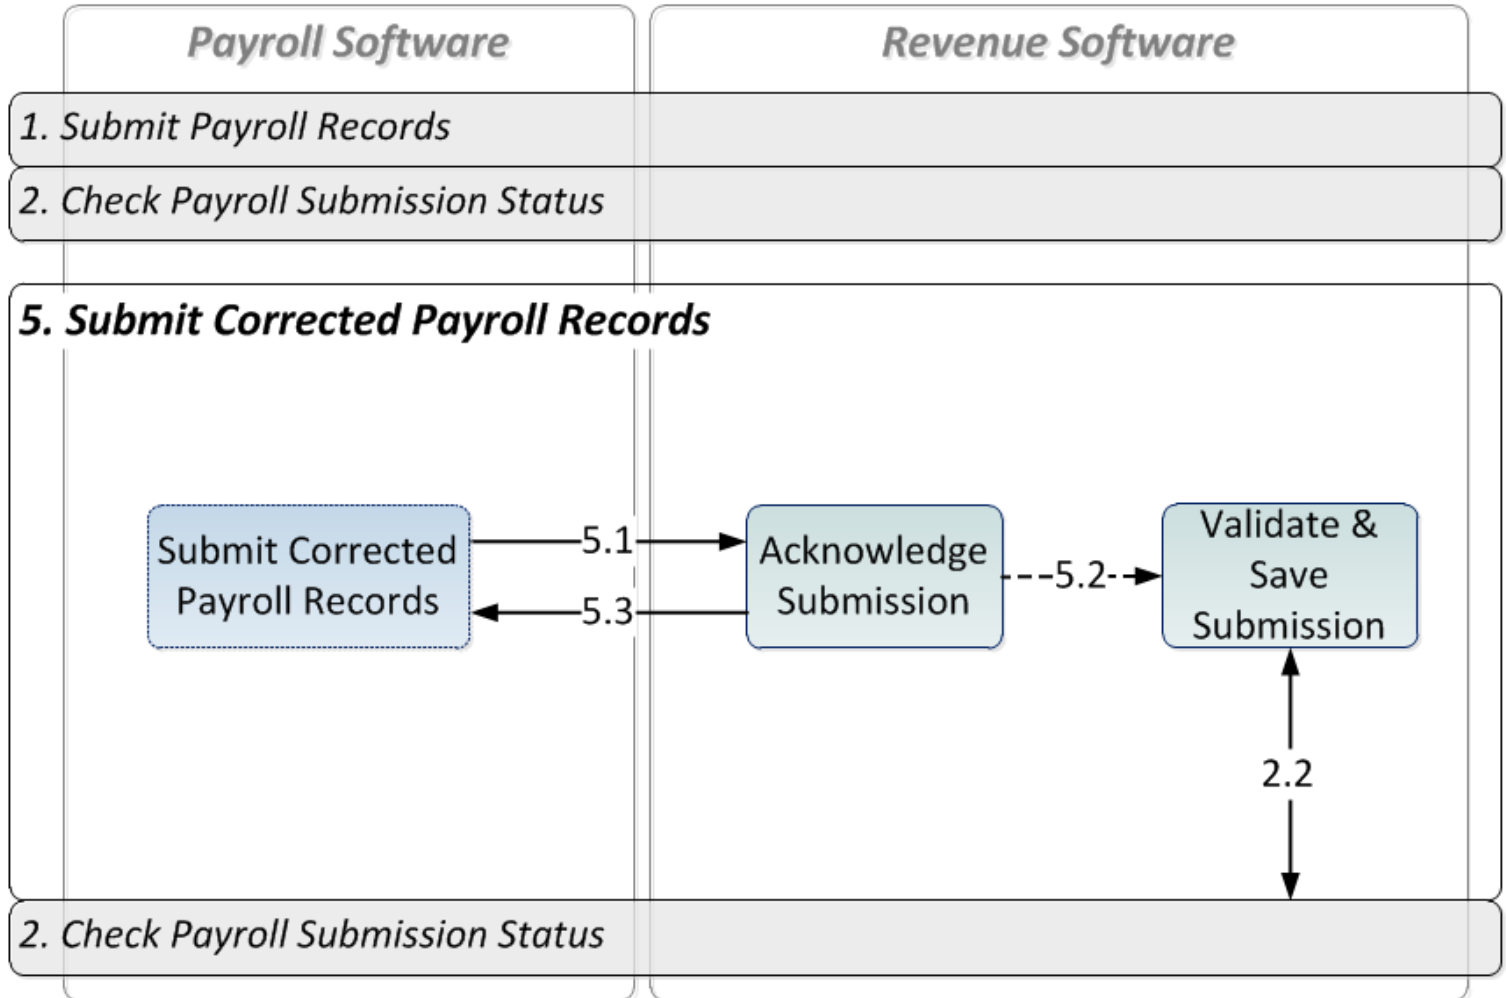 Payroll Software
Revenue Software
1. Submit Payroll Records
2. Check Payroll Submission Status
5. Submit Corrected Payroll Records
Submit Corrected
Payroll Records
5.1
5.3
Acknowledge
Submission
5.2
Validate &
Save
Submission
2.2
2. Check Payroll Submission Status